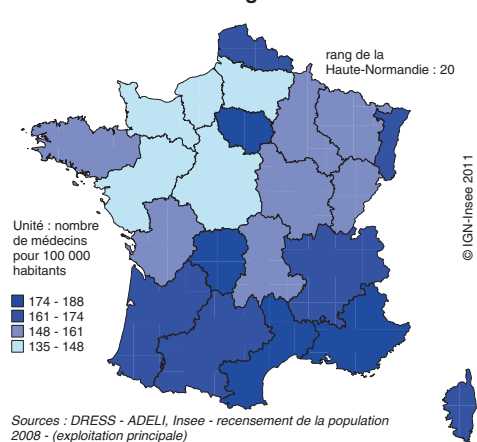 rang de la
Haute-Normandie : 20
© IGN-Insee 2011
Unité : nombre
de médecins
pour 100 000
habitants
174 - 188
161 - 174
148 - 161
135 - 148
Sources : DRESS - ADELI, Insee - recensement de la population
2008 - (exploitation principale)